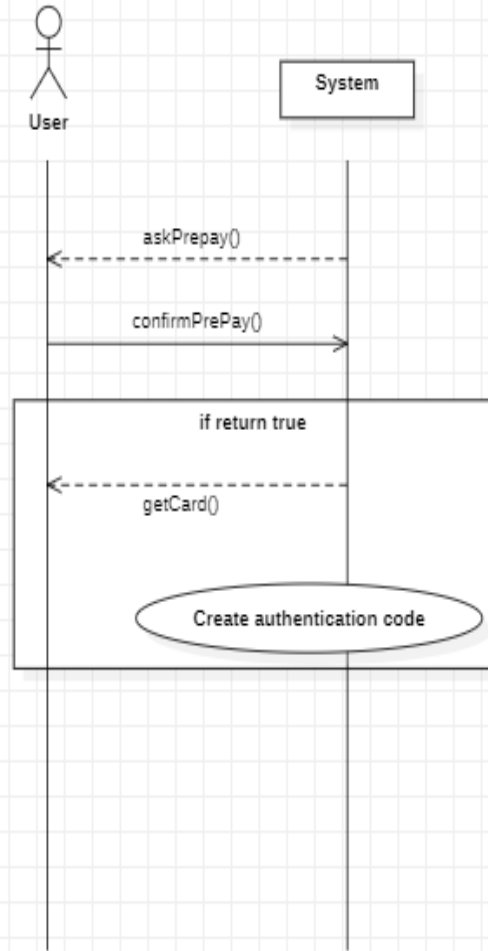 System
User
askPrepay()
confirmPrePay()
if return true
getCard()
Create authentication code